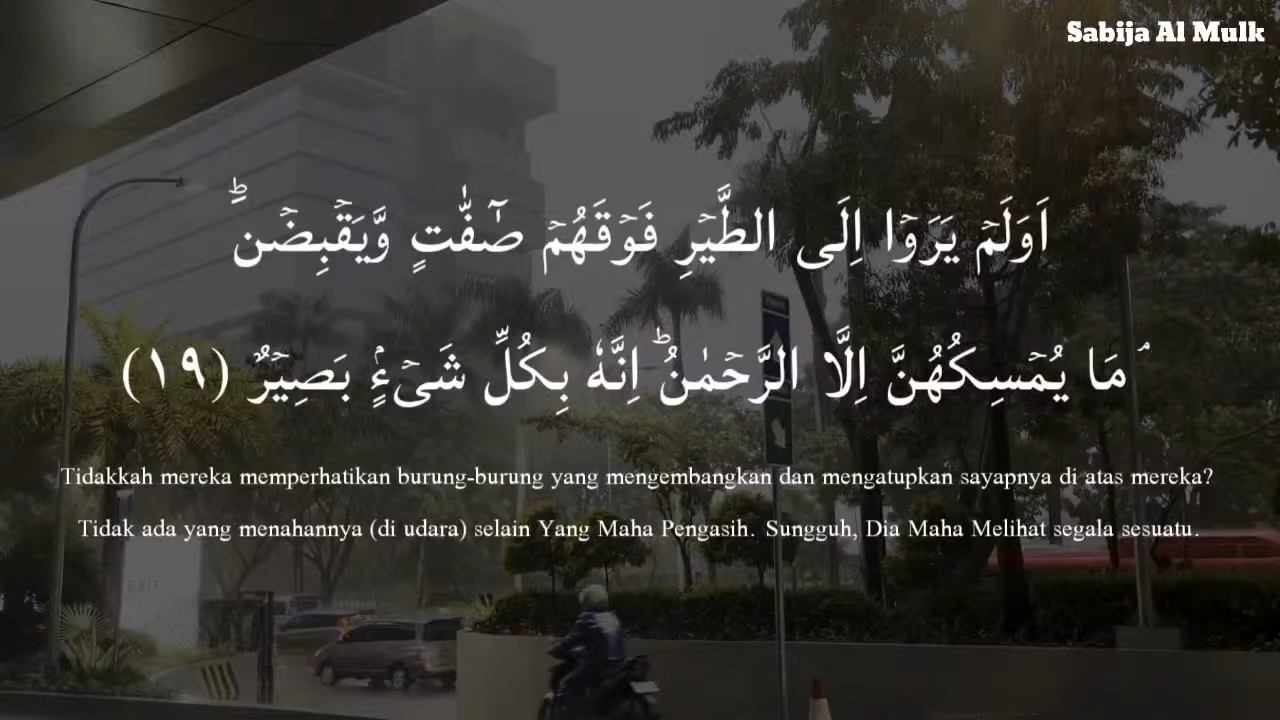 Sabija Al Mulk
اَوَلَمْ يَرَوْا اِلَى الطَّيْرِ فَوْقَهُمْ صٰۤفّٰتٍ وَّيَقْبِضْنَۗ
ۘ مَا يُمْسِكُهُنَّ اِلَّا الرَّحْمٰنُۗ اِنَّهٗ بِكُلِّ شَيْءٍۢ بَصِيْرٌ (١٩)
Tidakkah mereka memperhatikan burung-burung yang mengembangkan dan mengatupkan sayapnya di atas mereka?
Tidak ada yang menahannya (di udara) selain Yang Maha Pengasih. Sungguh, Dia Maha Melihat segala sesuatu.